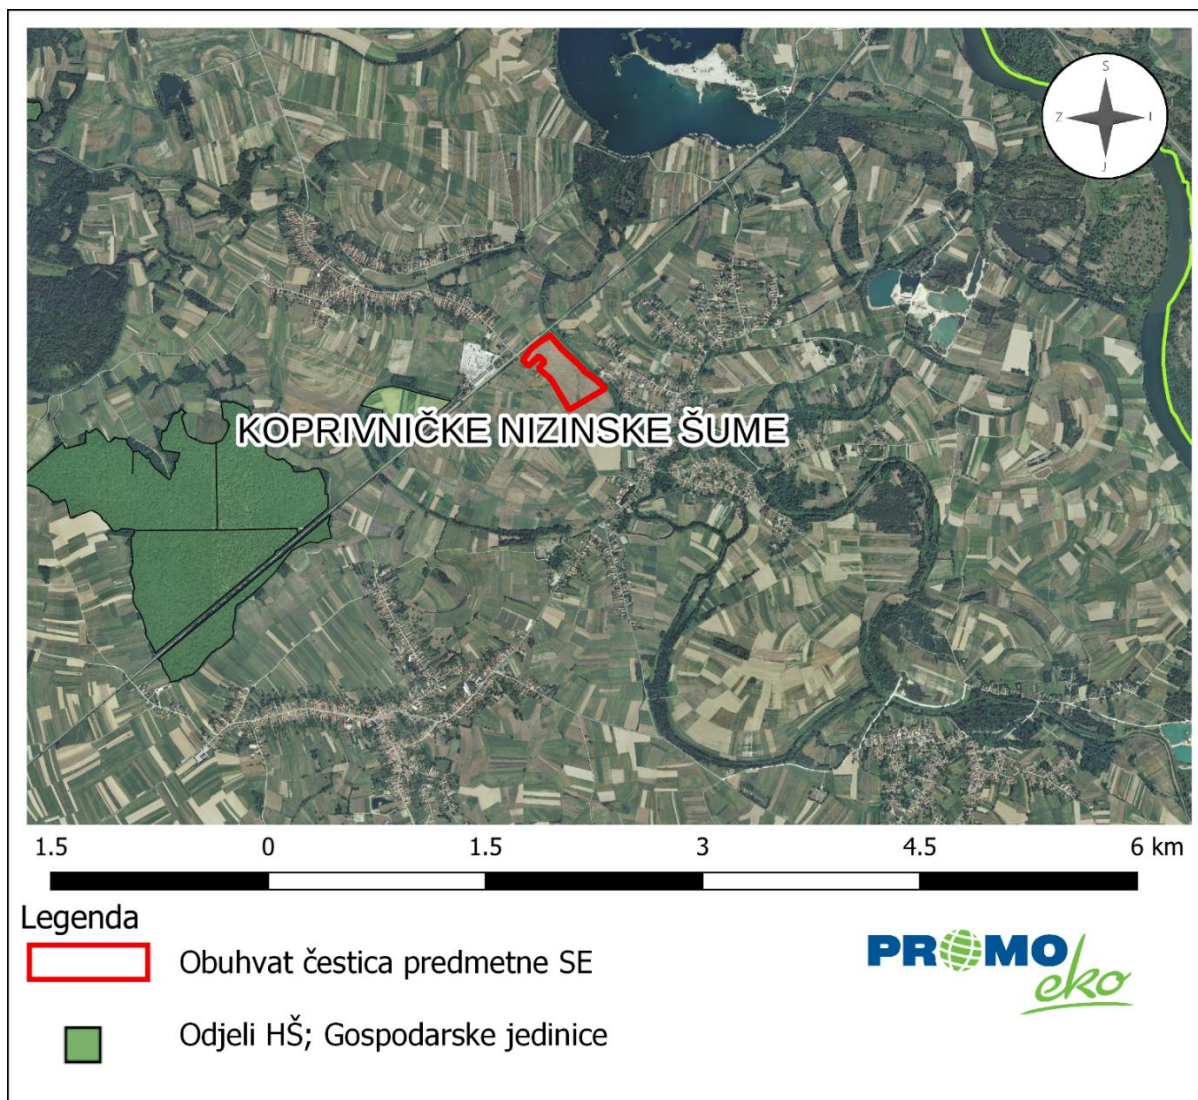 S
Z I
J
KOPRIVNIČKE NIZINSKE ŠUME
1.5 0 1.5 3 4.5 6 km
Legenda
Obuhvat čestica predmetne SE
PROMO
eko
Odjeli HŠ; Gospodarske jedinice